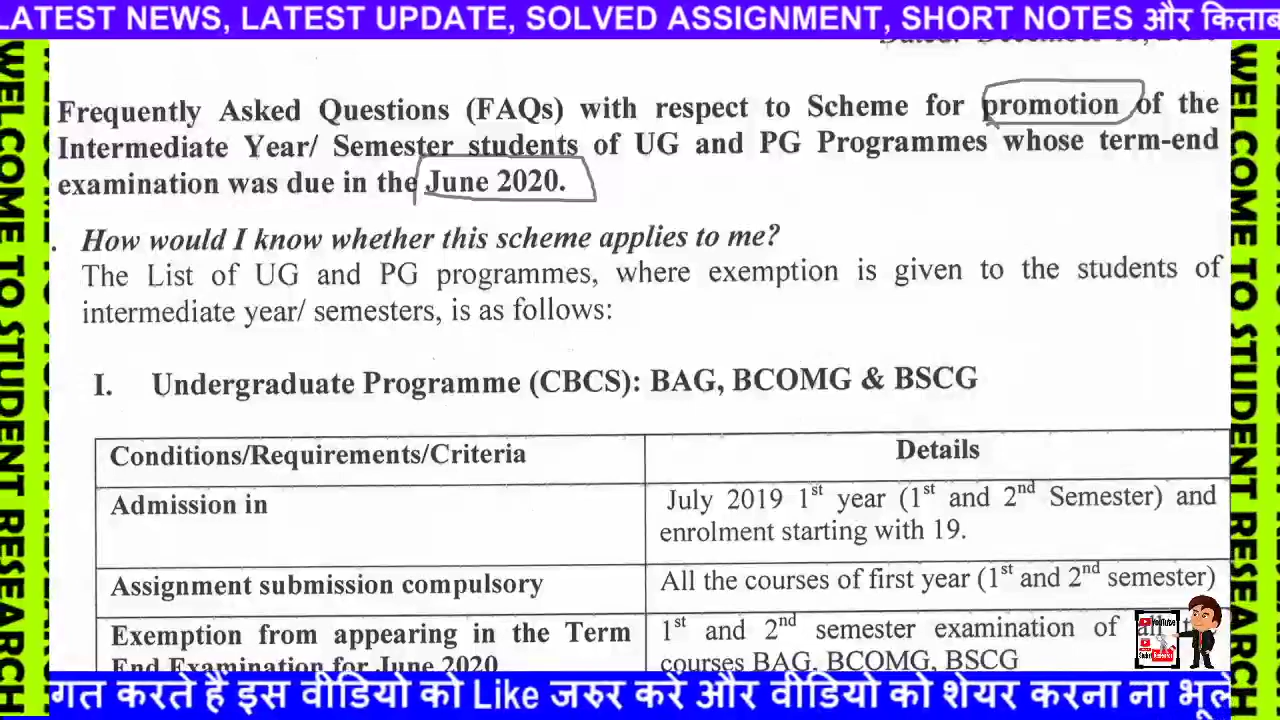 LATEST NEWS, LATEST UPDATE, SOLVED ASSIGNMENT, SHORT NOTES और किताब
Frequently Asked Questions (FAQs) with respect to Scheme for promotion of the
Intermediate Year/ Semester students of UG and PG Programmes whose term-end
examination was due in the June 2020.
How would I know whether this scheme applies to me?
The List of UG and PG programmes, where exemption is given to the students of
intermediate year/ semesters, is as follows:
I. Undergraduate Programme (CBCS): BAG, BCOMG & BSCG
Conditions/Requirements/Criteria
Details
Admission in
July 2019 1st year (1st and 2nd Semester) and
enrolment starting with 19.
Assignment submission compulsory
All the courses of first year (1st and 2nd semester)
Exemption from appearing in the Term
End Examination for June 2020
1st and 2nd semester examination of all
courses BAG, BCOMG, BSCG
YouTube
WELCOME TO STUDENT RESEARCH
WELCOME TO STUDENT RESEARCH
गत करते हैं इस वीडियो को Like जरुर करें और वीडियो को शेयर करना ना भूले